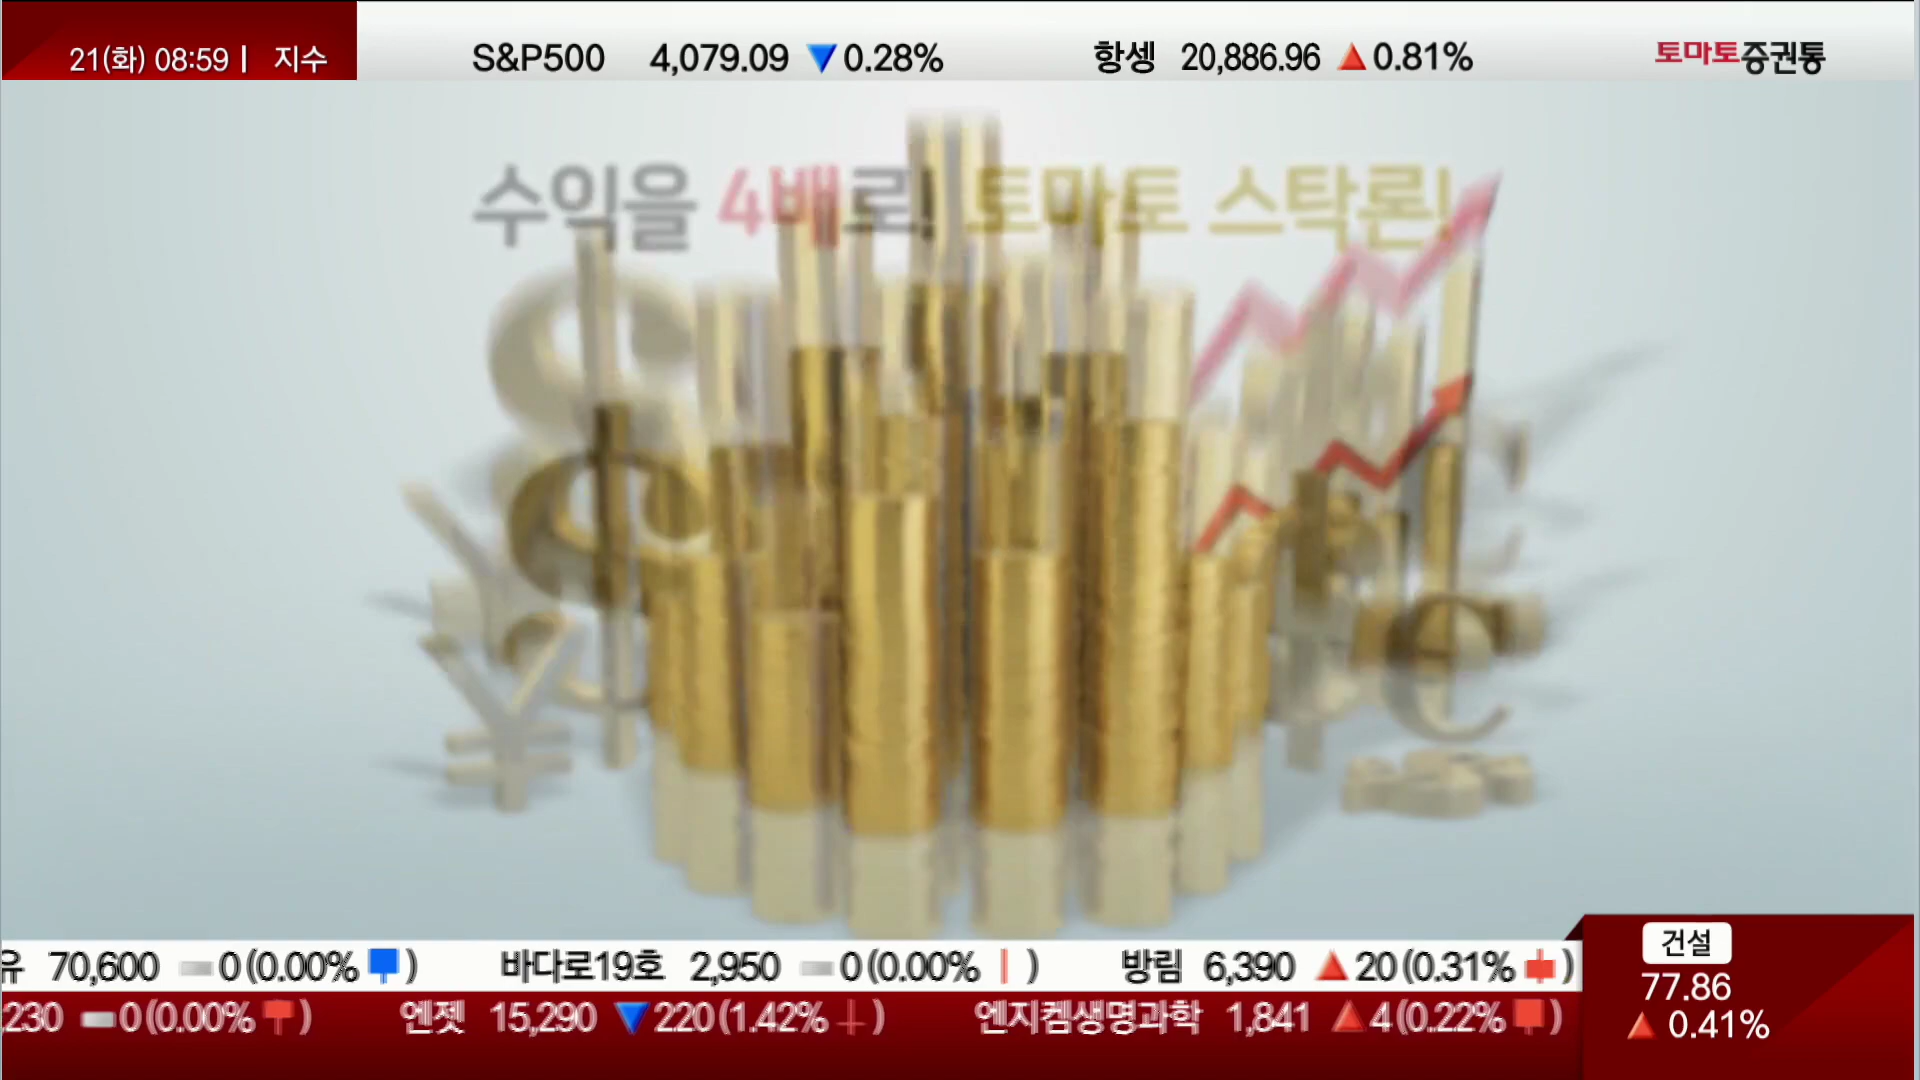 21(화) 08:59 | 지수
S&P500 4,079.09 ▼ 0.28%
항셍 20,886.96 ▲ 0.81%
토마토증권통
수익을 4배로! 토마토 스탁론!
유 70,600 0(0.00% )
바다로19호 2,950 0(0.00% )
방림 6,390 ▲ 20(0.31% )
,230 0(0.00% )
엔젯 15,290 ▼ 220(1.42% )
엔지켐생명과학 1,841 ▲ 4(0.22% )
건설
77.86
▲ 0.41%